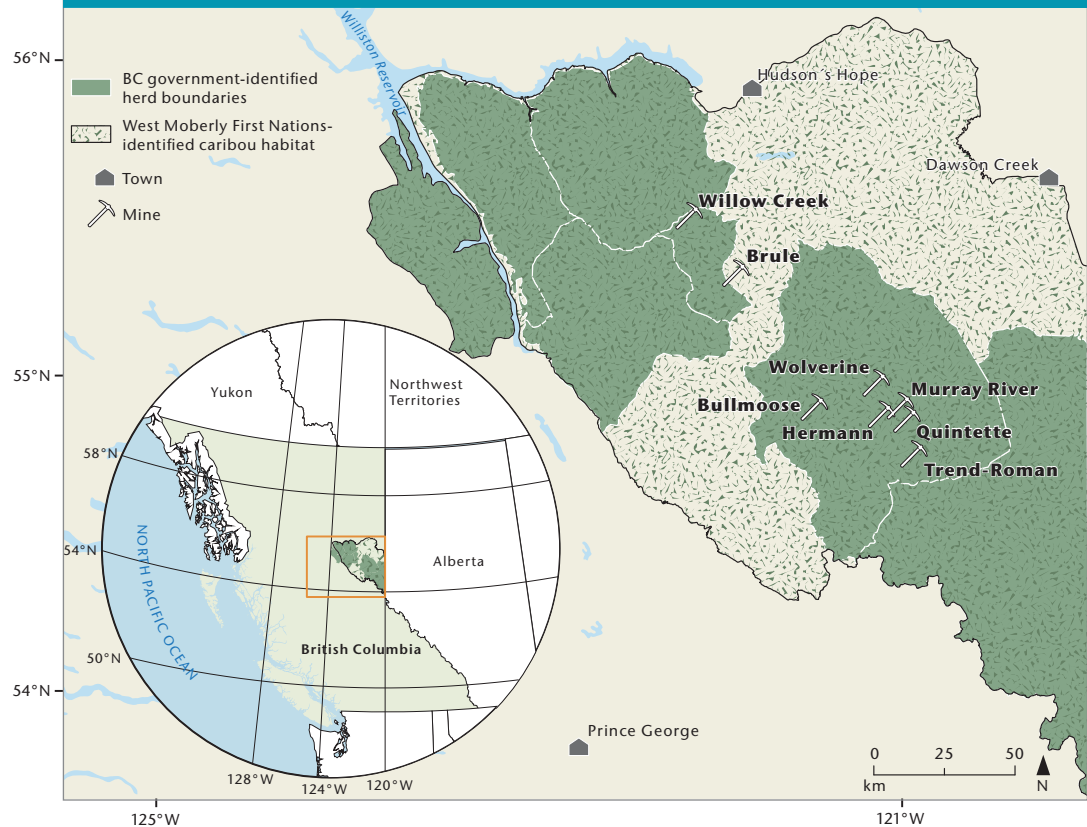 56°N
55°N
54°N
125°W
121°W
BC government-identified
herd boundaries
West Moberly First Nations-
identified caribou habitat
Town
Mine
Williston Reservoir
Hudson's Hope
Dawson Creek
Willow Creek
Brule
Wolverine
Murray River
Bullmoose
Hermann
Quintette
Trend-Roman
Prince George
0 25 50
km
N
Yukon
Northwest
Territories
58°N
54°N
50°N
NORTH PACIFIC OCEAN
Alberta
British Columbia
128°W
124°W
120°W